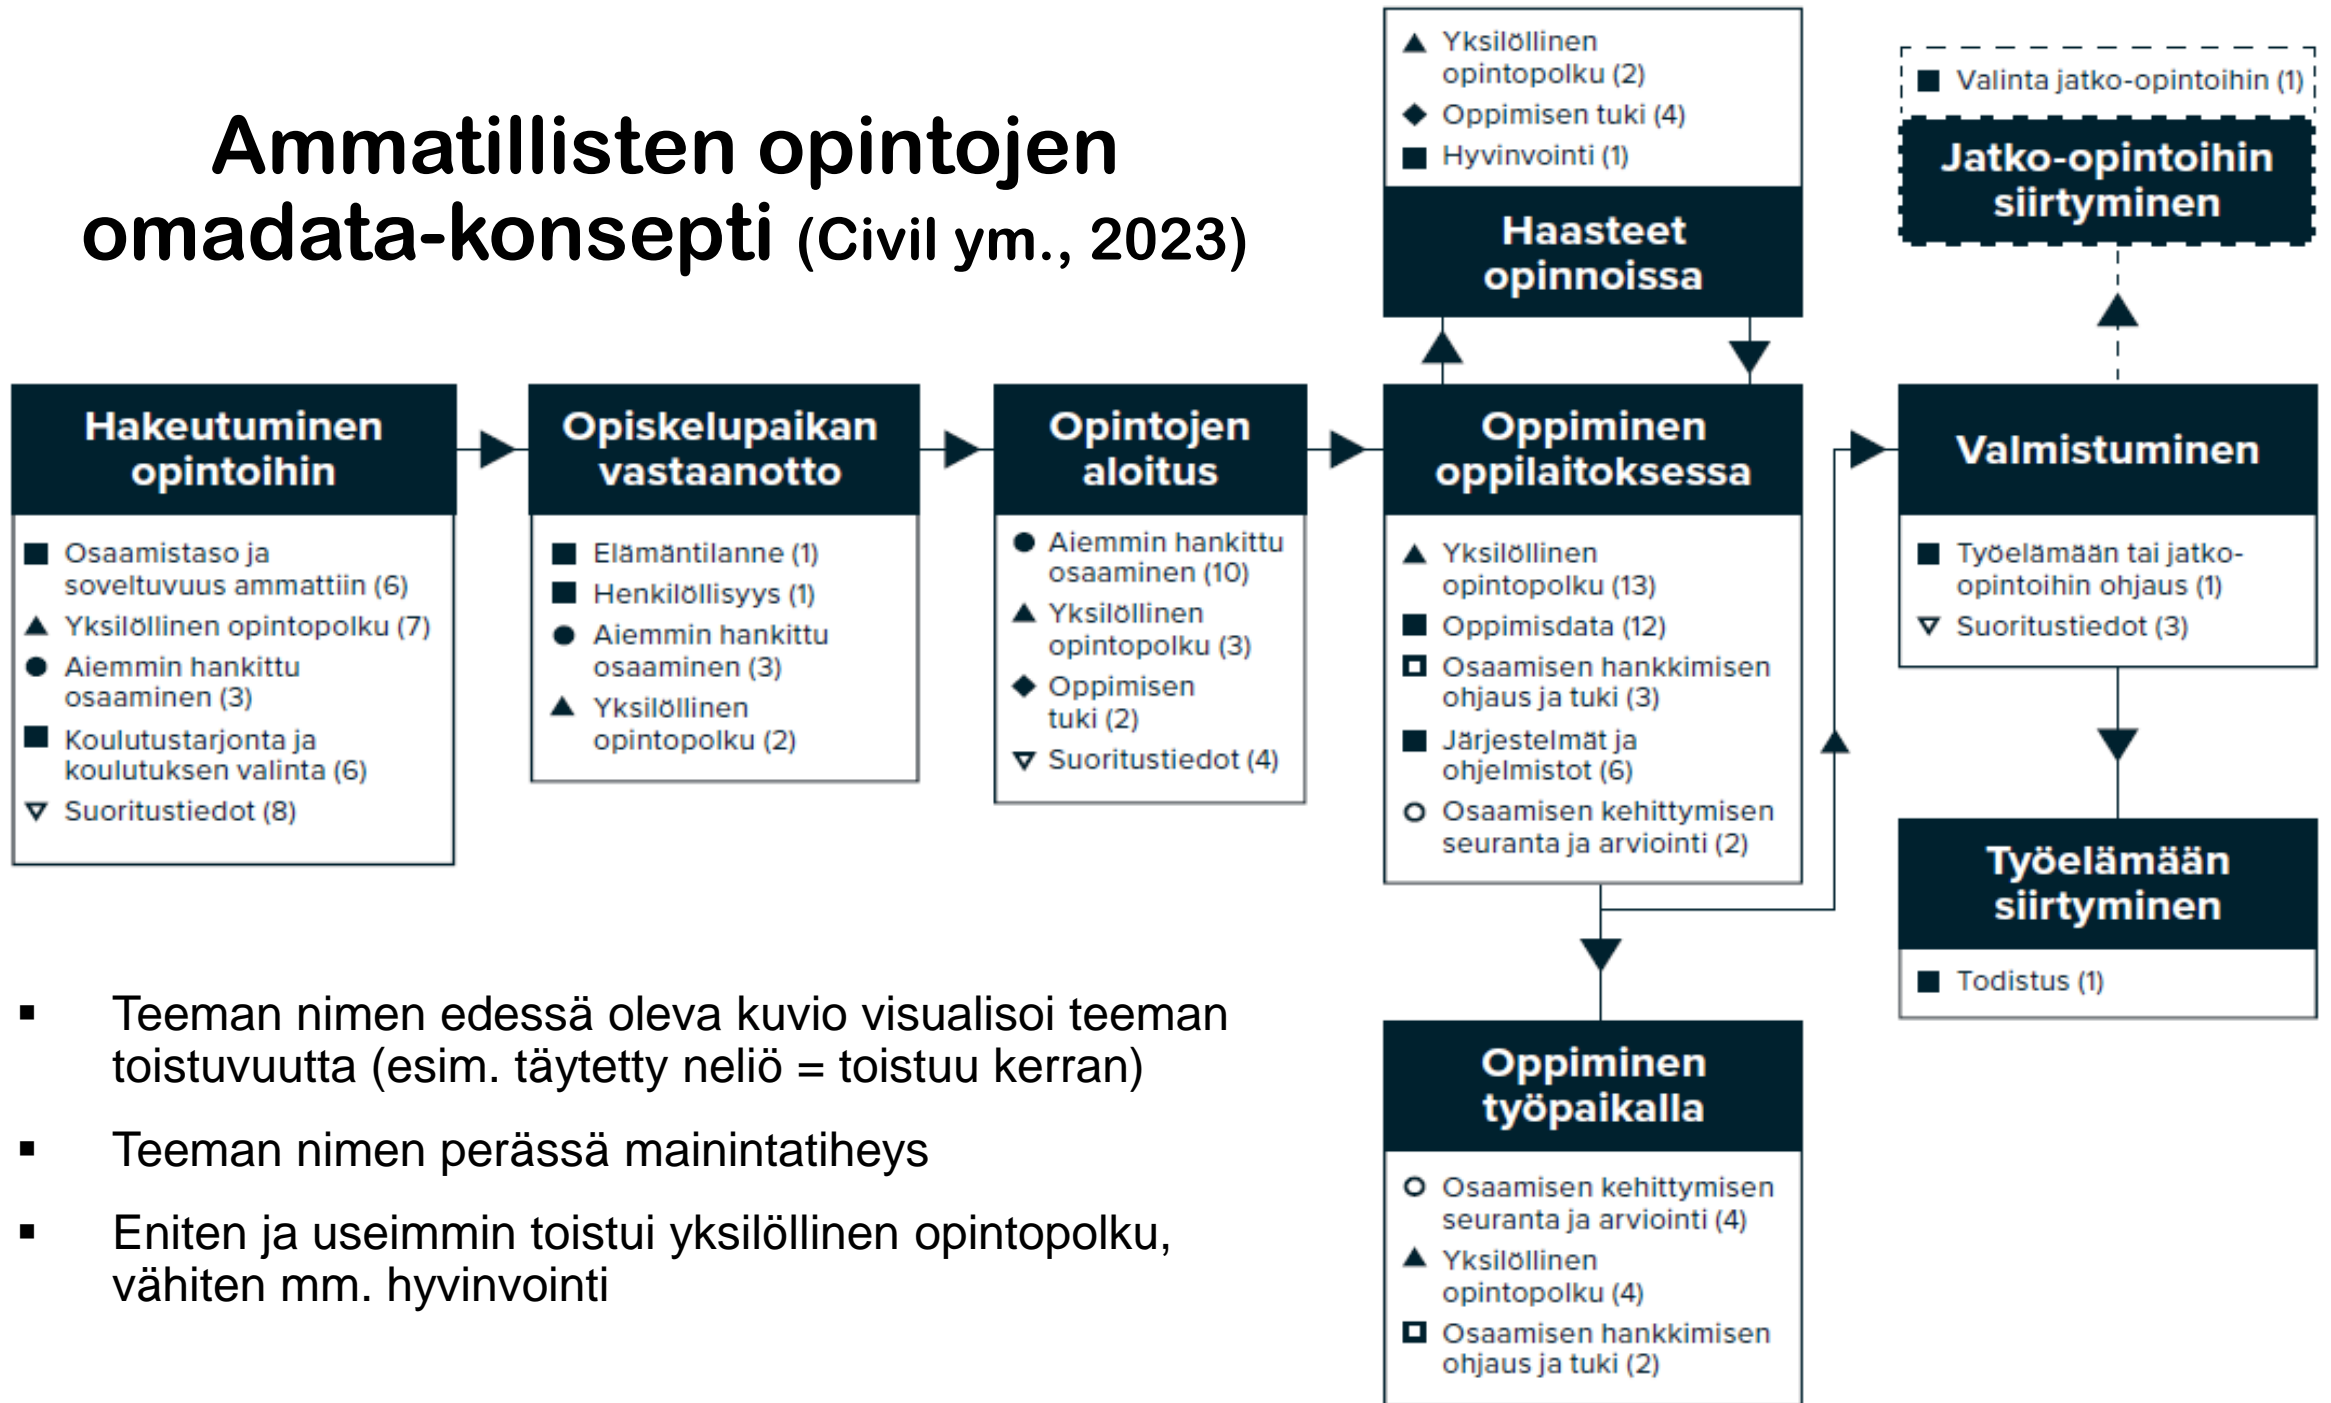 Ammatillisten opintojen
omadata-konsepti (Civil ym., 2023)
Hakeutuminen
opintoihin
Osaamistaso ja
soveltuvuus ammattiin (6)
Yksilöllinen opintopolku (7)
Aiemmin hankittu
osaaminen (3)
Koulutustarjonta ja
koulutuksen valinta (6)
Suoritustiedot (8)
Opiskelupaikan
vastaanotto
Elämäntilanne (1)
Henkilöllisyys (1)
Aiemmin hankittu
osaaminen (3)
Yksilöllinen
opintopolku (2)
Opintojen
aloitus
Aiemmin hankittu
osaaminen (10)
Yksilöllinen
opintopolku (3)
Oppimisen
tuki (2)
Suoritustiedot (4)
Yksilöllinen
opintopolku (2)
Oppimisen tuki (4)
Hyvinvointi (1)
Haasteet
opinnoissa
Oppiminen
oppilaitoksessa
Yksilöllinen
opintopolku (13)
Oppimisdata (12)
Osaamisen hankkimisen
ohjaus ja tuki (3)
Järjestelmät ja
ohjelmistot (6)
Osaamisen kehittymisen
seuranta ja arviointi (2)
Oppiminen
työpaikalla
Osaamisen kehittymisen
seuranta ja arviointi (4)
Yksilöllinen
opintopolku (4)
Osaamisen hankkimisen
ohjaus ja tuki (2)
Valinta jatko-opintoihin (1)
Jatko-opintoihin
siirtyminen
Valmistuminen
Työelämään tai jatko-
opintoihin ohjaus (1)
Suoritustiedot (3)
Työelämään
siirtyminen
Todistus (1)
▪ Teeman nimen edessä oleva kuvio visualisoi teeman
toistuvuutta (esim. täytetty neliö = toistuu kerran)
▪ Teeman nimen perässä mainintatiheys
▪ Eniten ja useimmin toistui yksilöllinen opintopolku,
vähiten mm. hyvinvointi